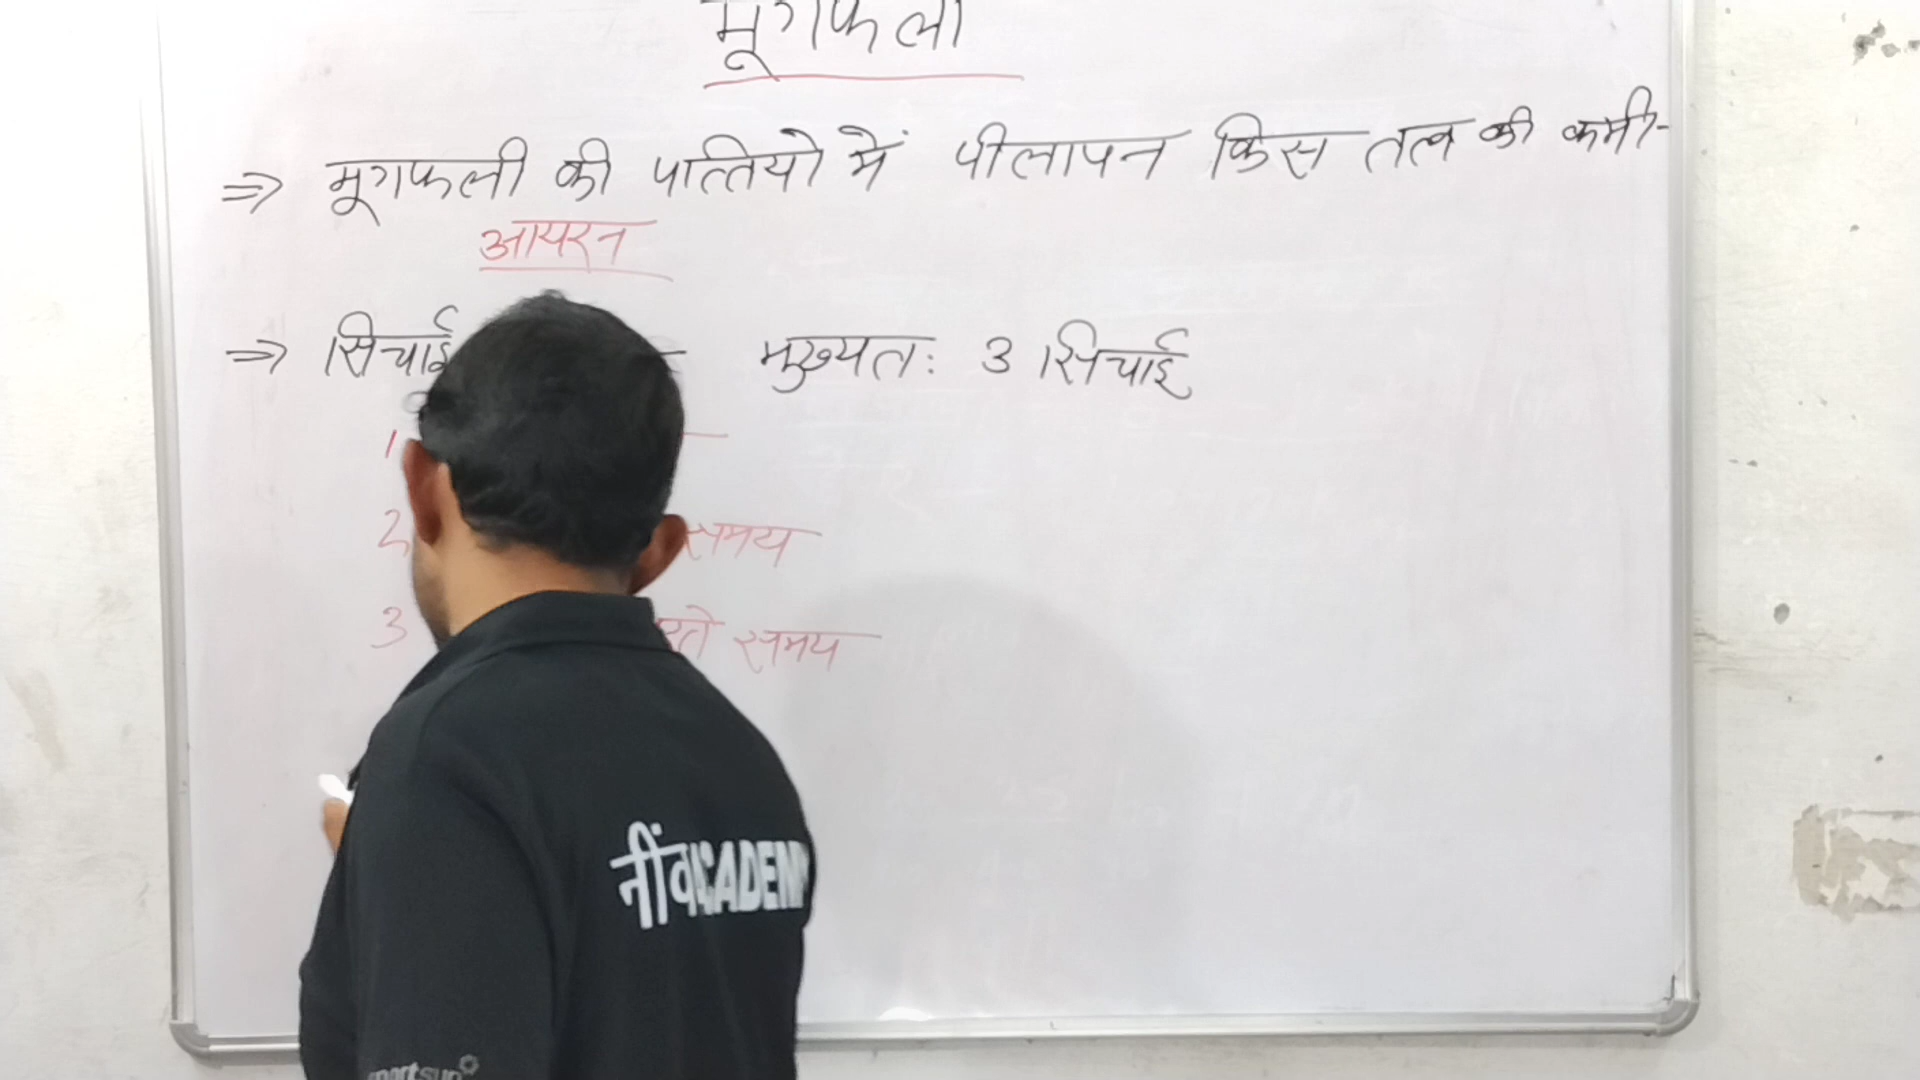 मूगफली
⇒ मूगफली की पत्तियो में पीलापन किस तत्व की कमी-
आयरन
⇒ सिचाई मुख्यतः 3 सिचाई
1
2 समय
3 समय
नींव ACADEMY